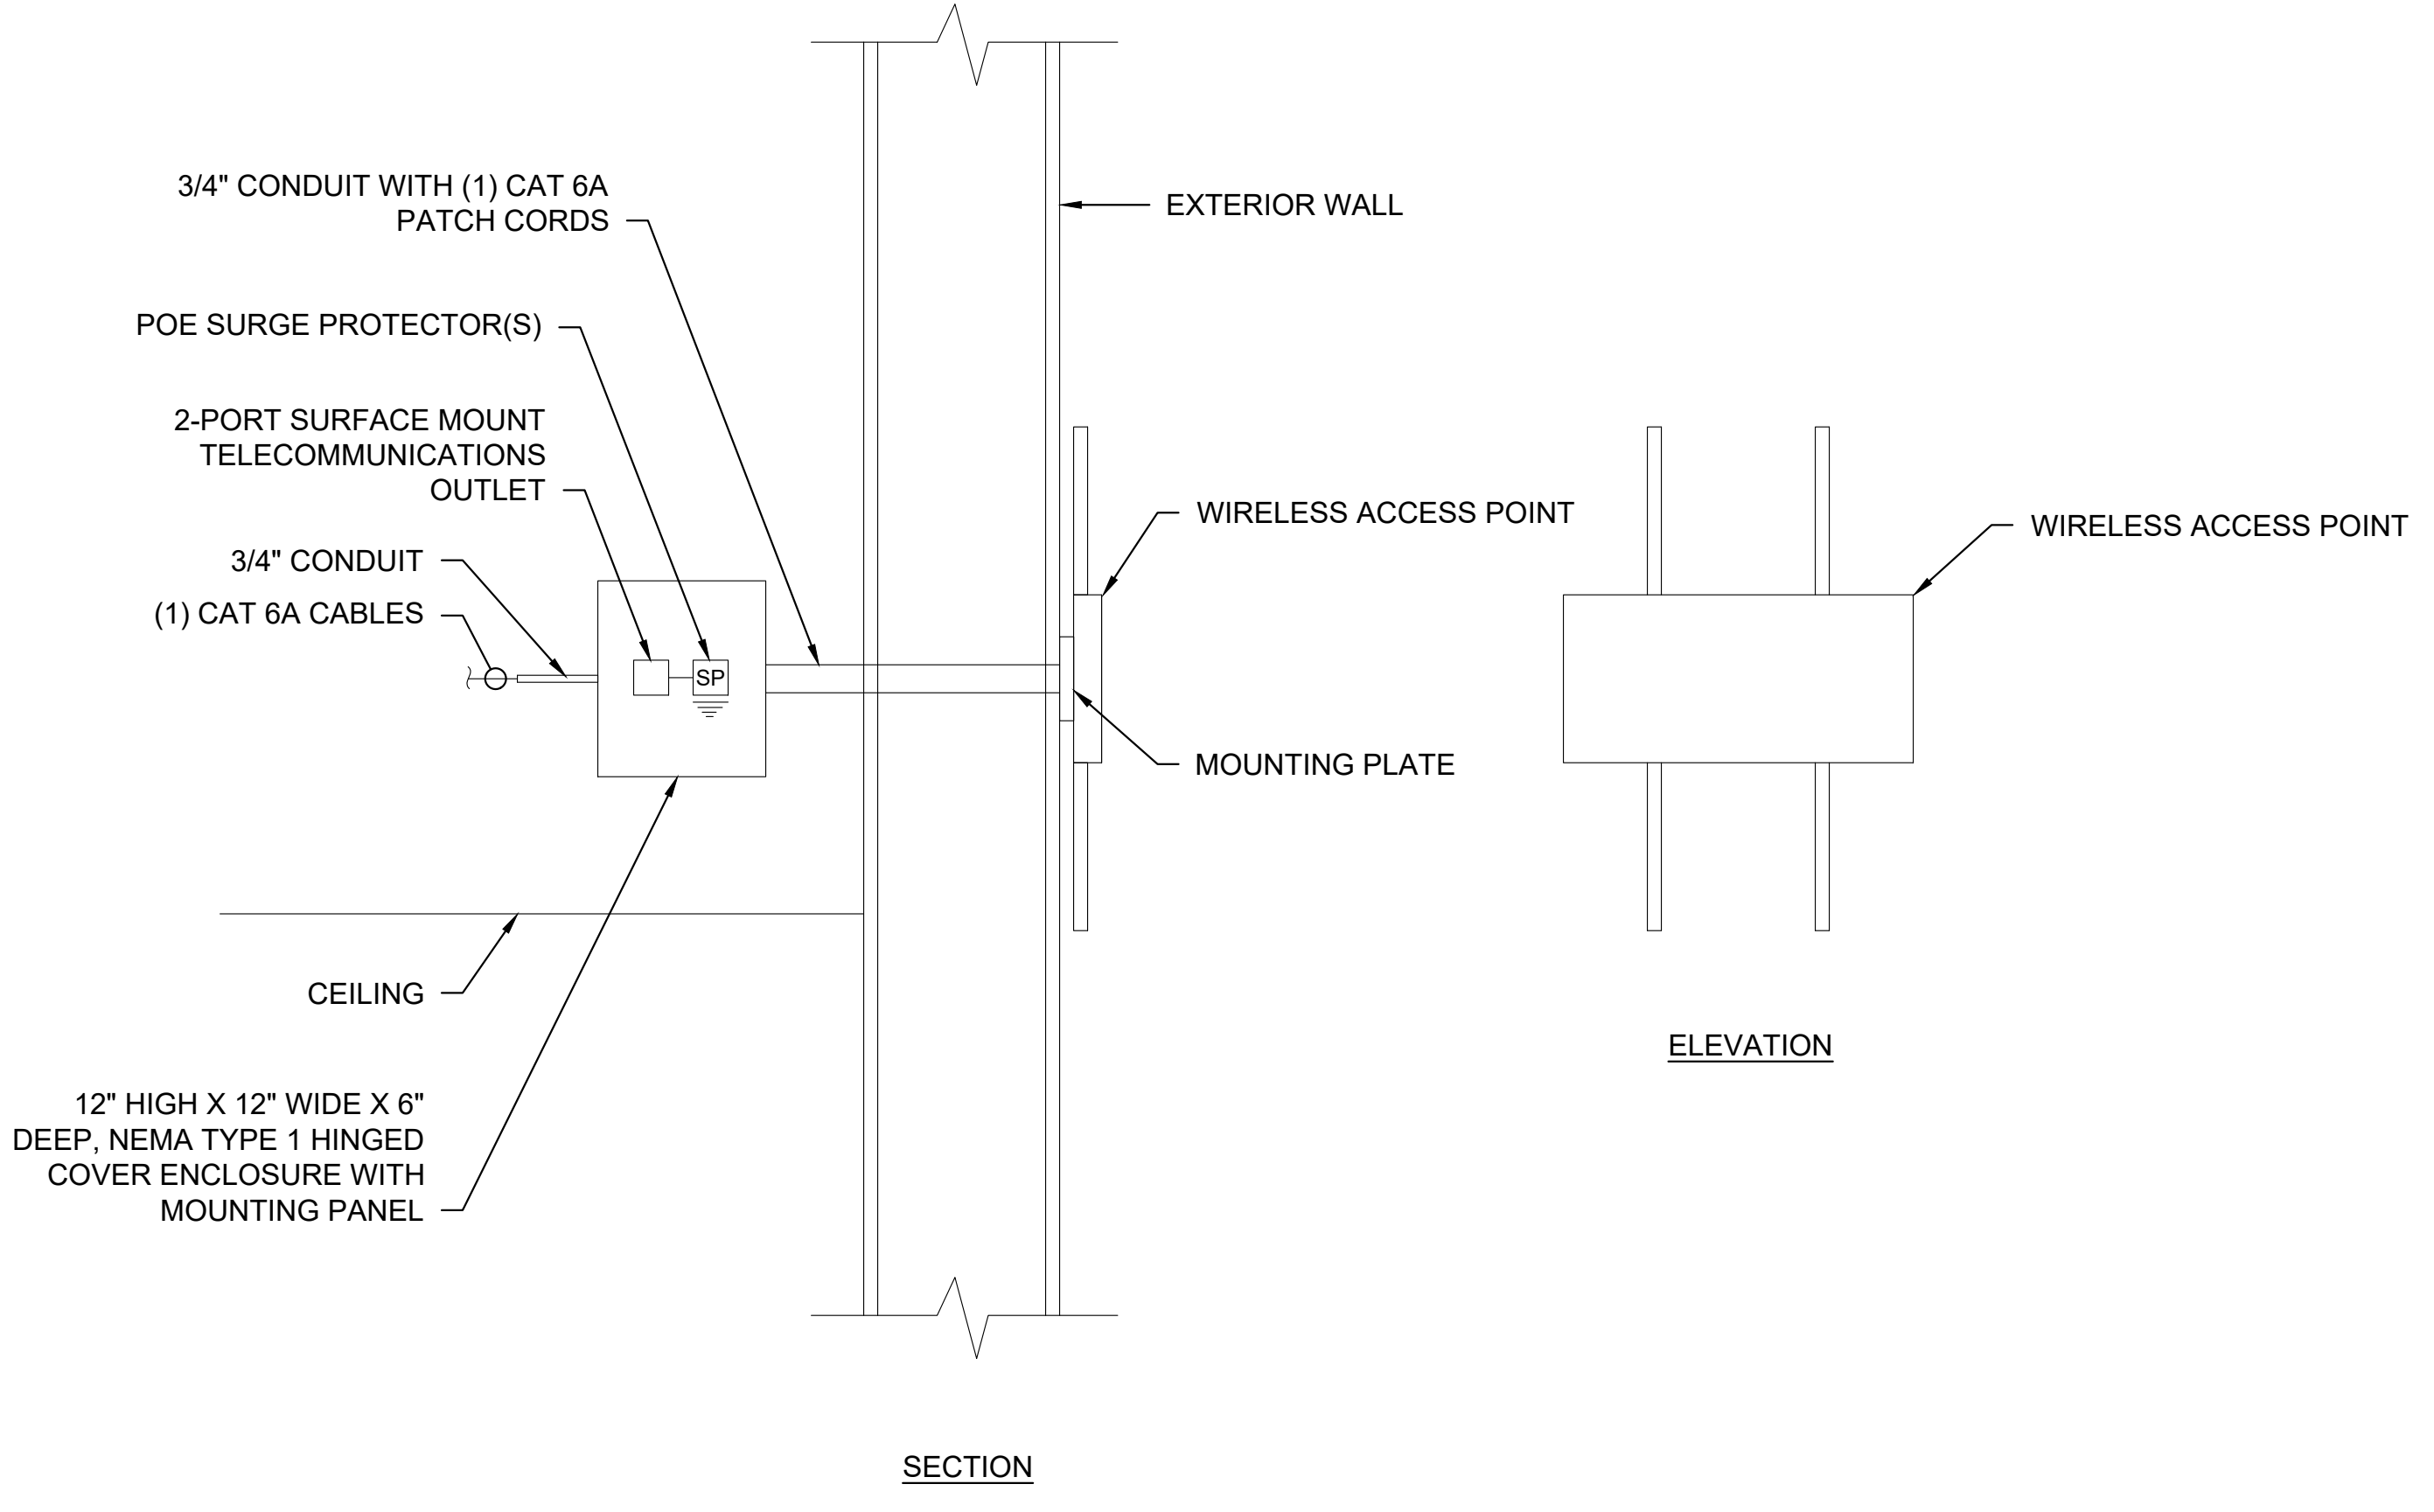 3/4" CONDUIT WITH (1) CAT 6A
PATCH CORDS
EXTERIOR WALL
POE SURGE PROTECTOR(S)
2-PORT SURFACE MOUNT
TELECOMMUNICATIONS
OUTLET
WIRELESS ACCESS POINT
WIRELESS ACCESS POINT
3/4" CONDUIT
(1) CAT 6A CABLES
SP
MOUNTING PLATE
CEILING
ELEVATION
12" HIGH X 12" WIDE X 6"
DEEP, NEMA TYPE 1 HINGED
COVER ENCLOSURE WITH
MOUNTING PANEL
SECTION